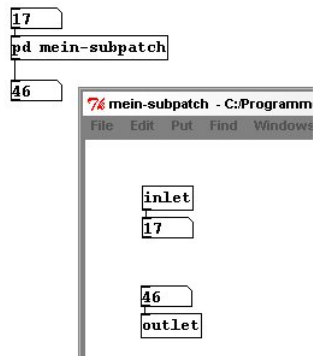 17
pd mein-subpatch
46
mein-subpatch - C:/Programm
File Edit Put Find Windows
inlet
17
46
outlet